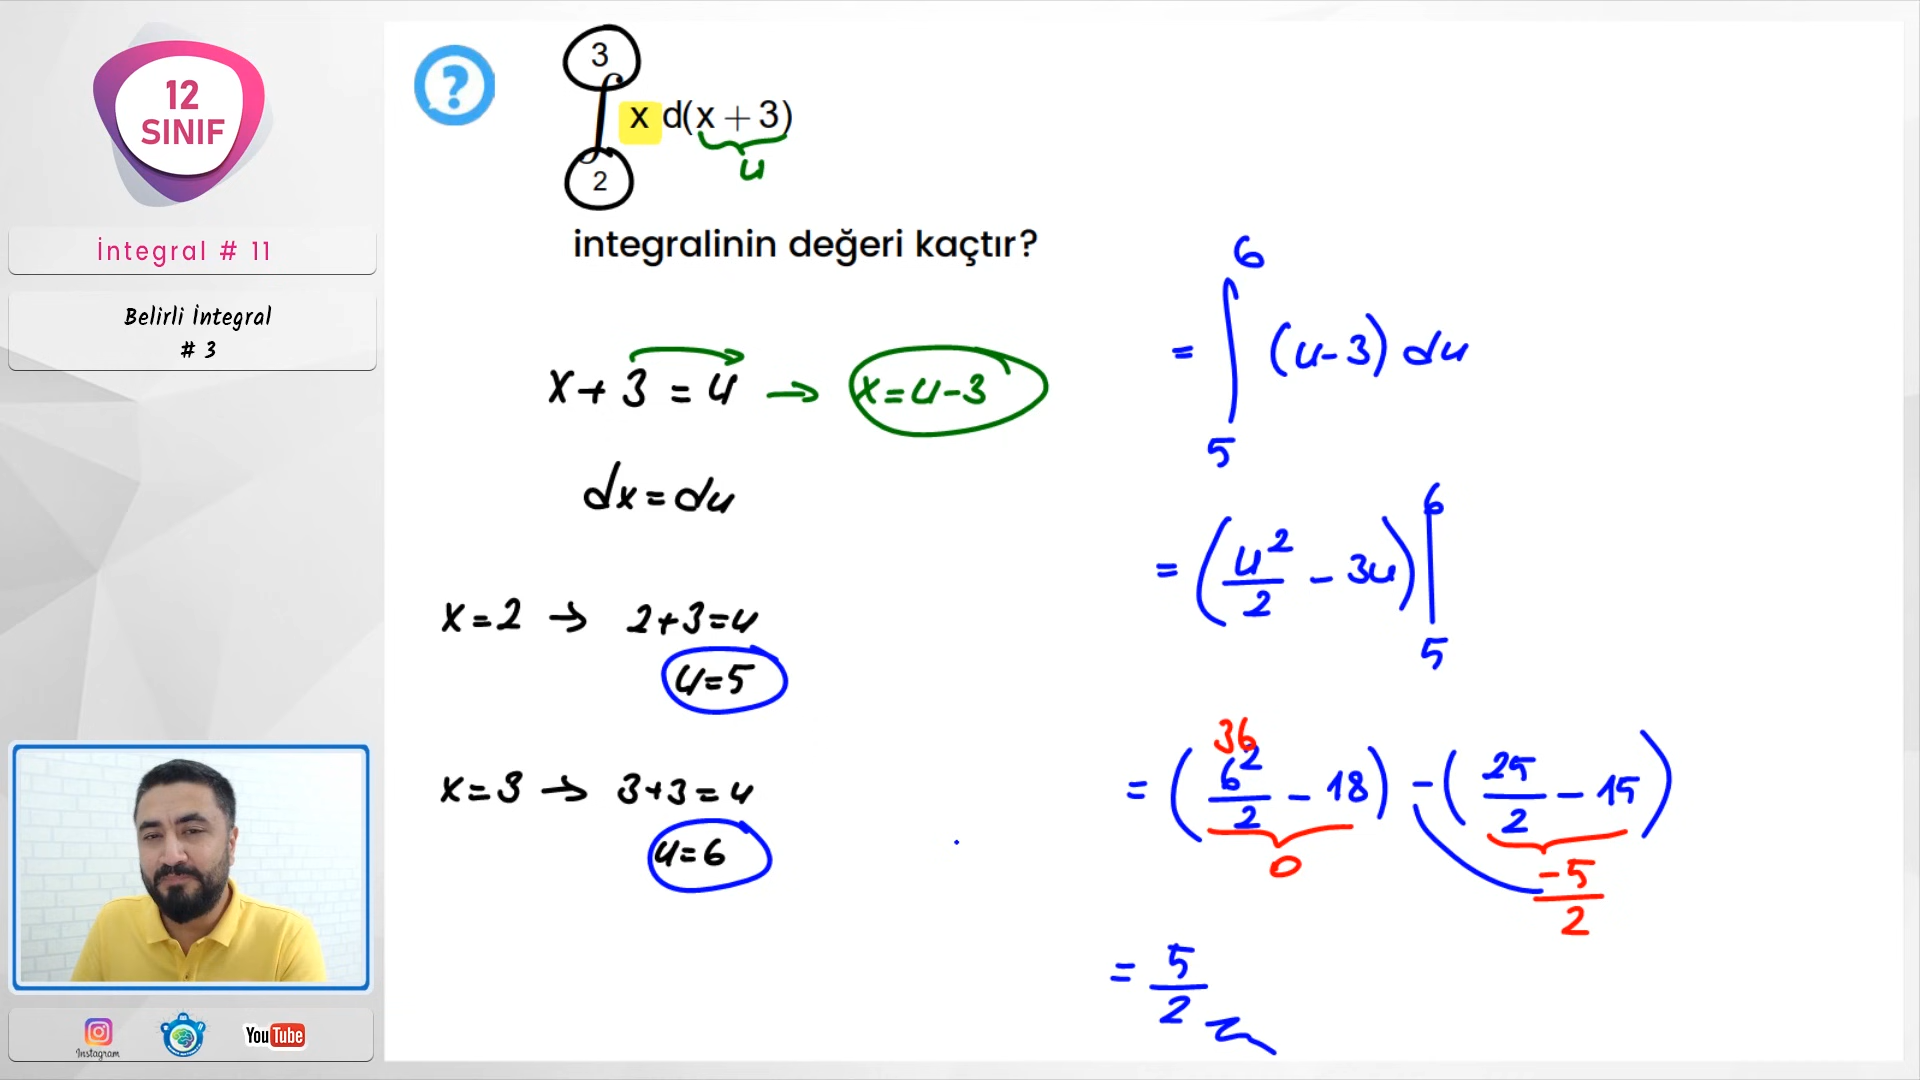 12
SINIF
İntegral # 11
Belirli İntegral
# 3
Instagram
YouTube
?
3
∫ x d(x + 3)
2
u
integralinin değeri kaçtır?
x + 3 = u → x = u - 3
dx = du
x = 2 → 2 + 3 = u
u = 5
x = 3 → 3 + 3 = u
u = 6
6
= ∫ (u - 3) du
5
= (u²/2 - 3u) | 6
5
36
= (6²/2 - 18) - (25/2 - 15)
0
-5/2
= 5/2